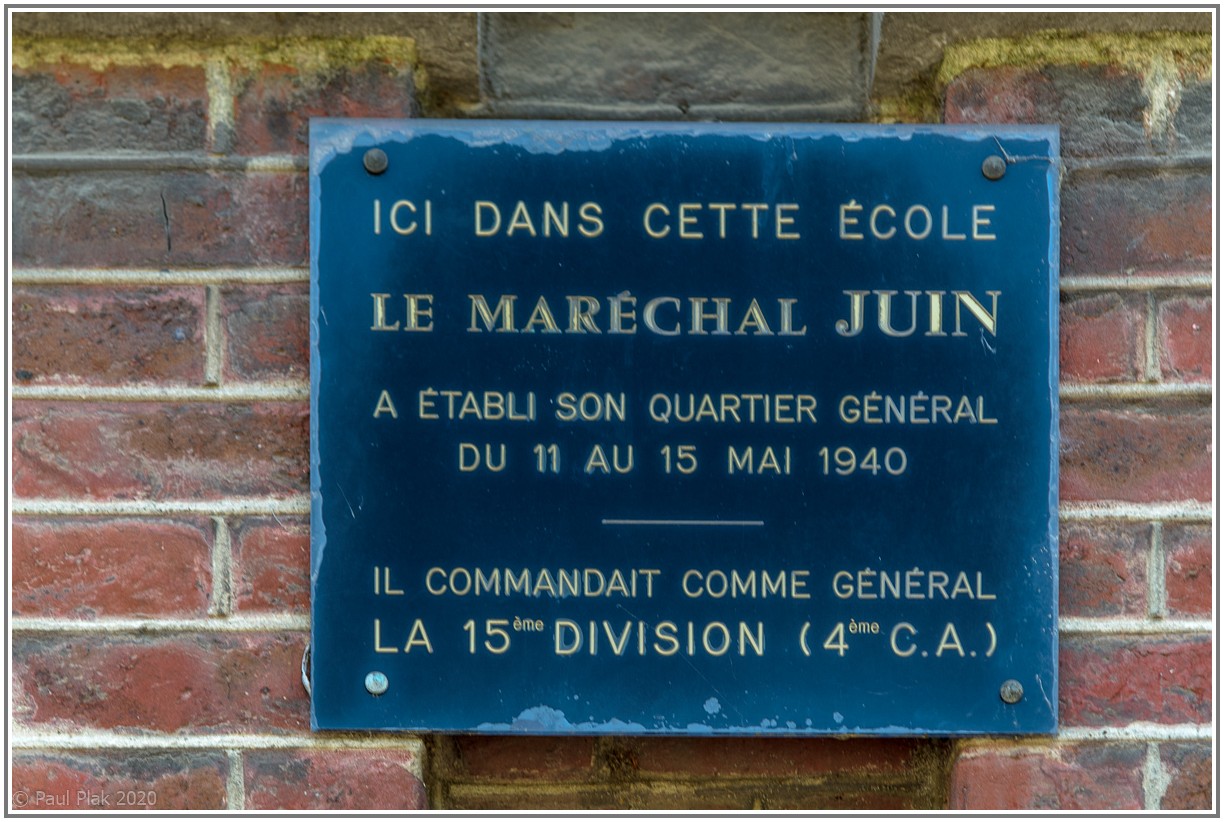 ICI DANS CETTE ÉCOLE
LE MARÉCHAL JUIN
A ÉTABLI SON QUARTIER GÉNÉRAL
DU 11 AU 15 MAI 1940
IL COMMANDAIT COMME GÉNÉRAL
LA 15ème DIVISION (4ème C.A.)
© Paul Plak 2020